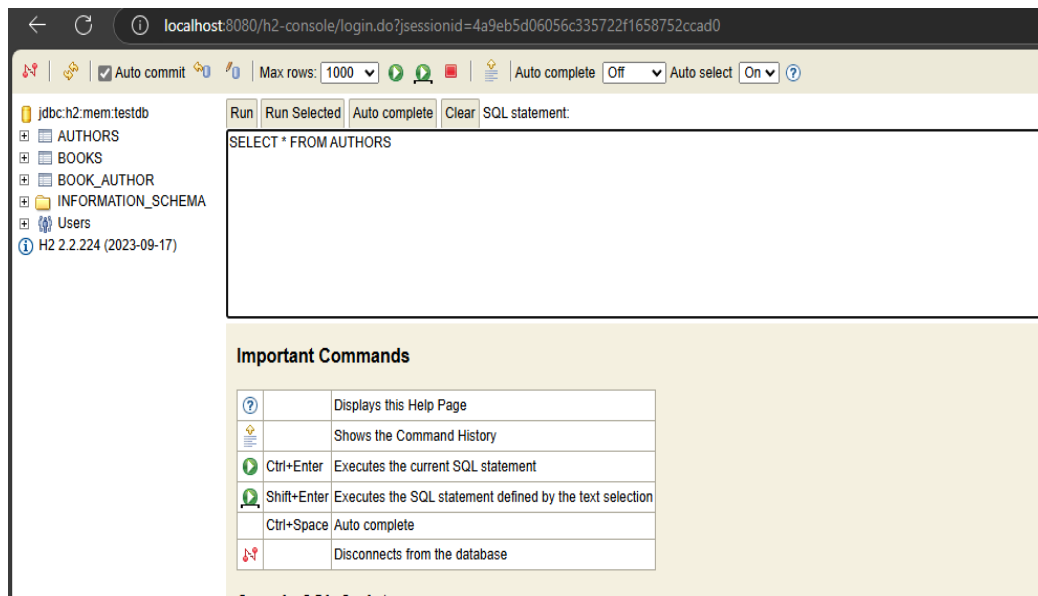 localhost:8080/h2-console/login.do?jsessionid=4a9eb5d06056c335722f1658752ccad0
Auto commit Max rows: 1000 Auto complete Off Auto select On
jdbc:h2:mem:testdb
AUTHORS
BOOKS
BOOK_AUTHOR
INFORMATION_SCHEMA
Users
H2 2.2.224 (2023-09-17)
Run Run Selected Auto complete Clear SQL statement:
SELECT * FROM AUTHORS
Important Commands
Displays this Help Page
Shows the Command History
Ctrl+Enter Executes the current SQL statement
Shift+Enter Executes the SQL statement defined by the text selection
Ctrl+Space Auto complete
Disconnects from the database